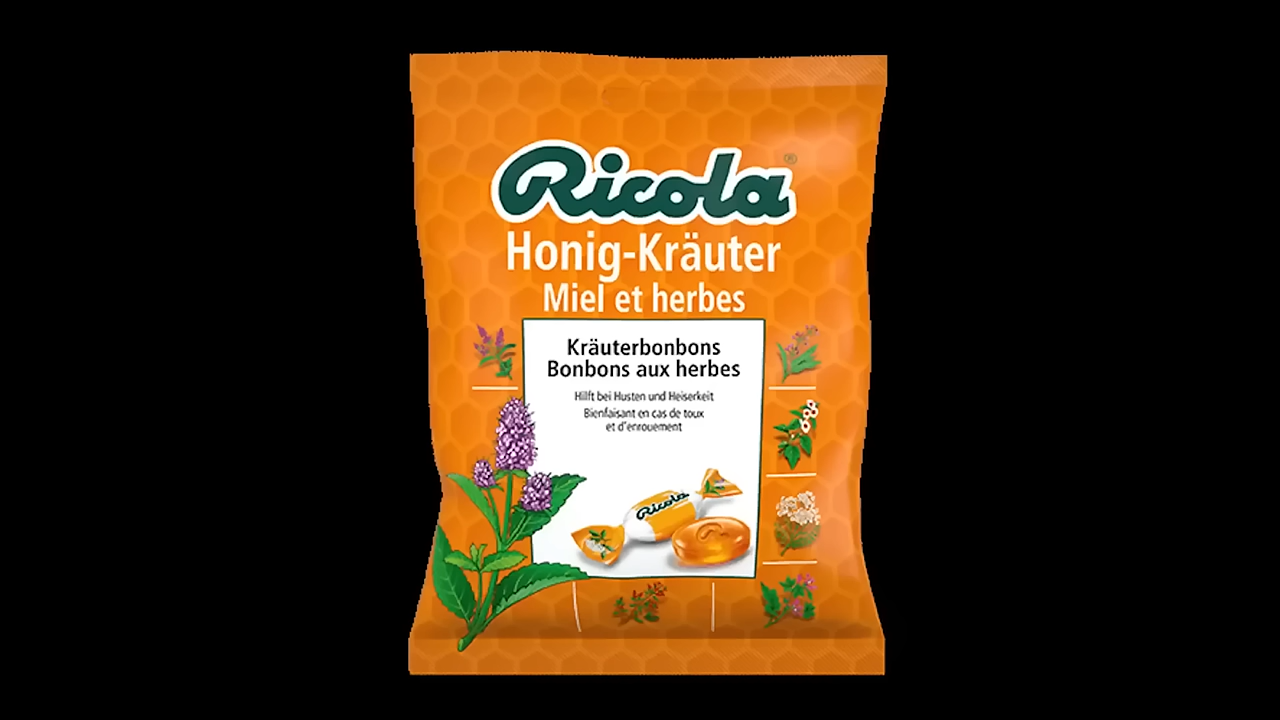 Ricola®
Honig-Kräuter
Miel et herbes
Kräuterbonbons
Bonbons aux herbes
Hilft bei Husten und Heiserkeit
Bienfaisant en cas de toux
et d'enrouement
Ricola